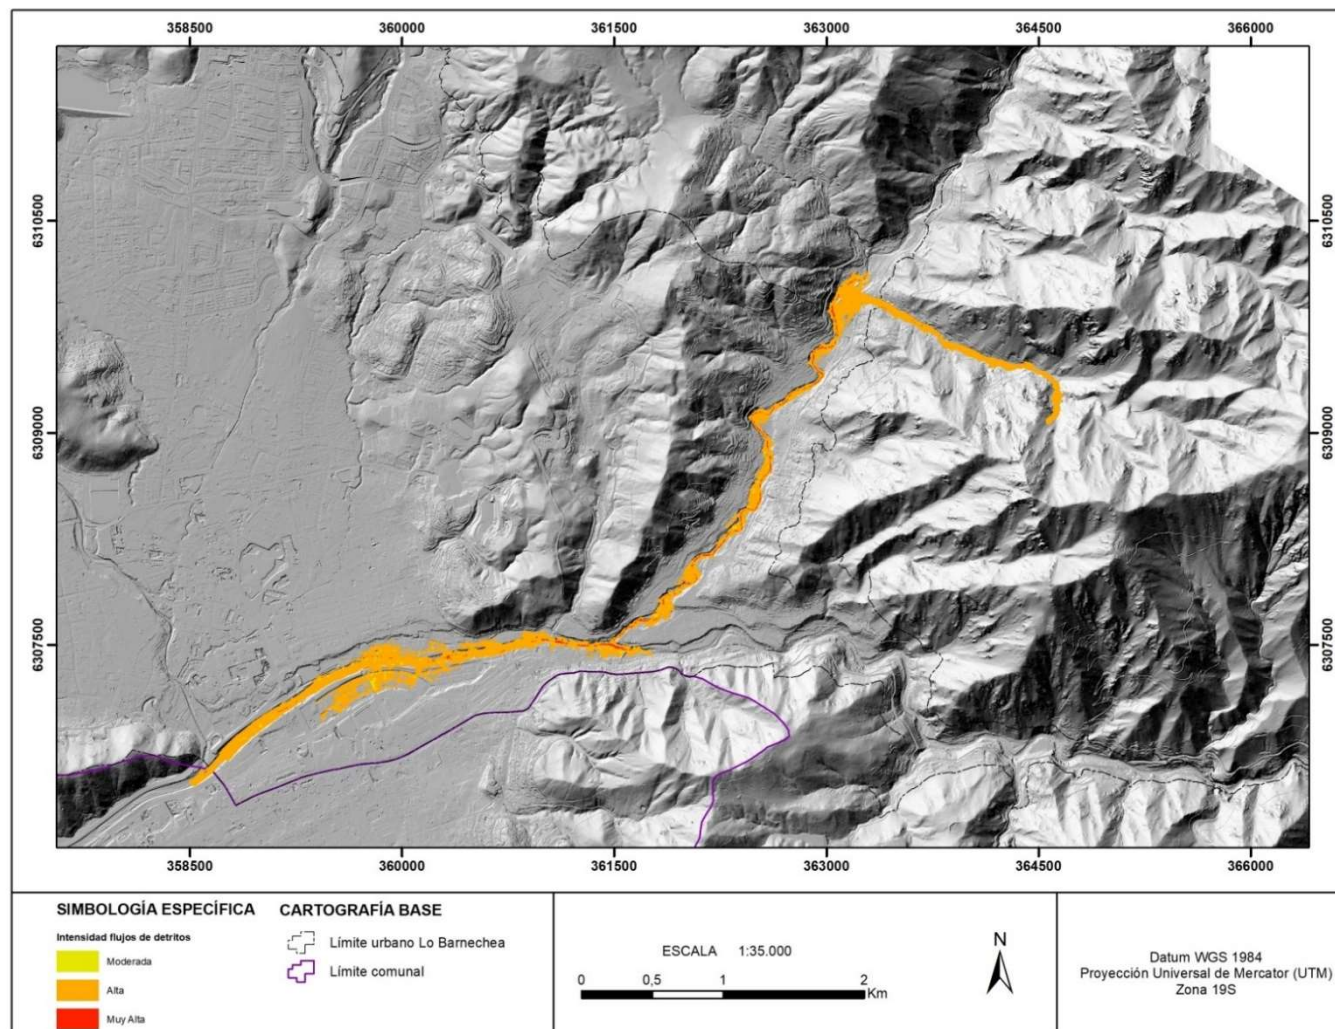 358500 360000 361500 363000 364500 366000
6310500 6310500
6309000 6309000
6307500 6307500
358500 360000 361500 363000 364500 366000
SIMBOLOGÍA ESPECÍFICA
Intensidad flujos de detritos
Moderada
Alta
Muy Alta
CARTOGRAFÍA BASE
Límite urbano Lo Barnechea
Límite comunal
ESCALA 1:35.000
0 0,5 1 2
Km
N
Datum WGS 1984
Proyección Universal de Mercator (UTM)
Zona 19S